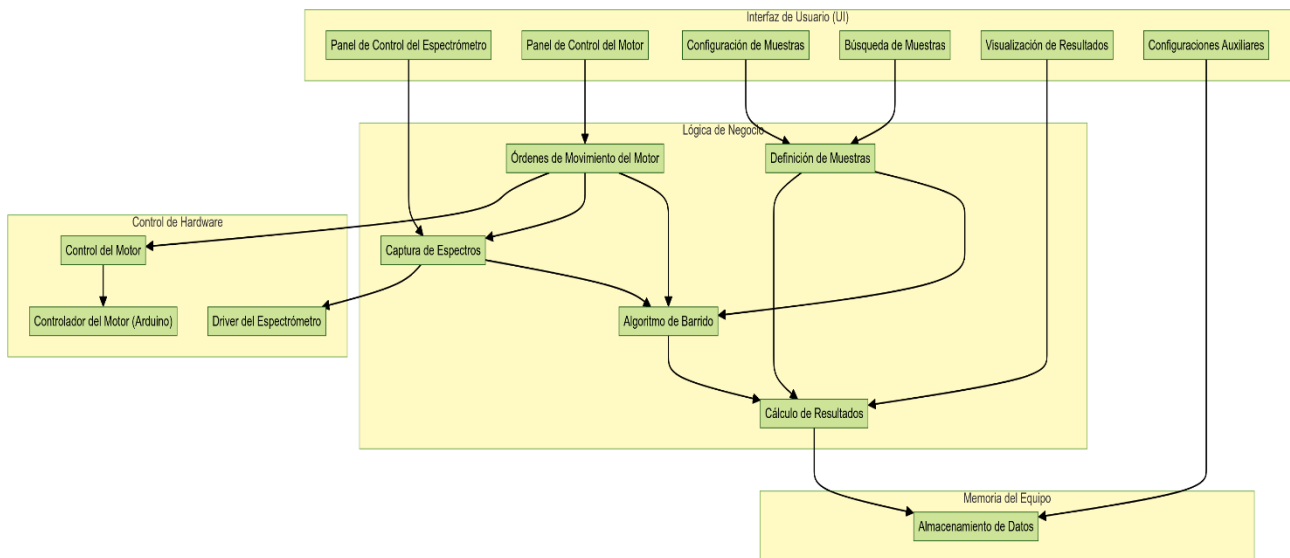 Interfaz de Usuario (UI)
Panel de Control del Espectrómetro
Panel de Control del Motor
Configuración de Muestras
Búsqueda de Muestras
Visualización de Resultados
Configuraciones Auxiliares
Lógica de Negocio
Órdenes de Movimiento del Motor
Definición de Muestras
Control de Hardware
Control del Motor
Captura de Espectros
Controlador del Motor (Arduino)
Driver del Espectrómetro
Algoritmo de Barrido
Cálculo de Resultados
Memoria del Equipo
Almacenamiento de Datos